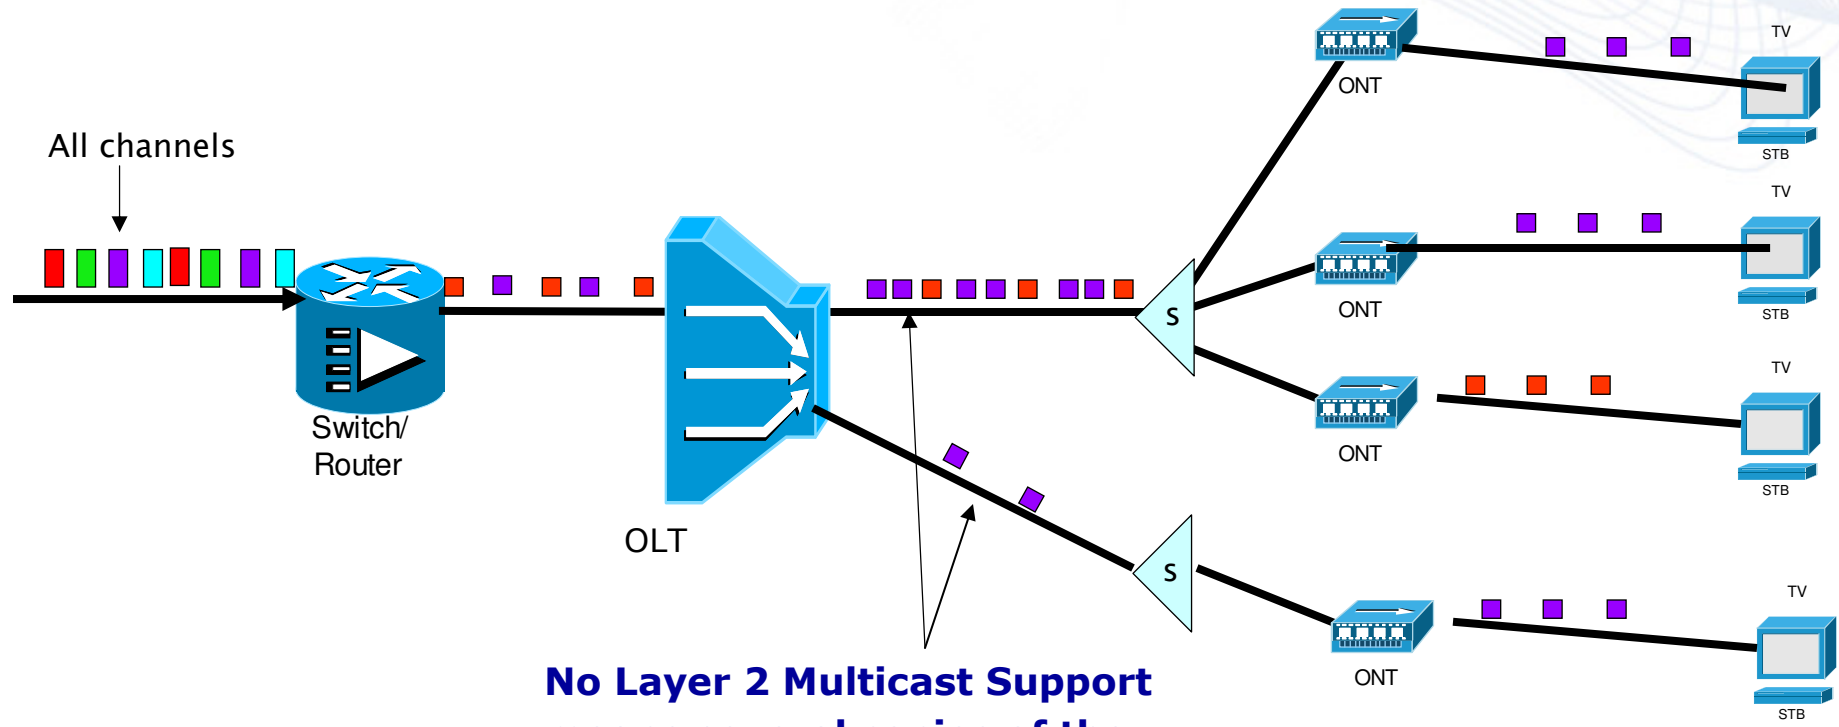 TV
ONT
STB
All channels
TV
ONT
STB
S
TV
ONT
STB
Switch/
Router
OLT
S
TV
ONT
STB
No Layer 2 Multicast Support